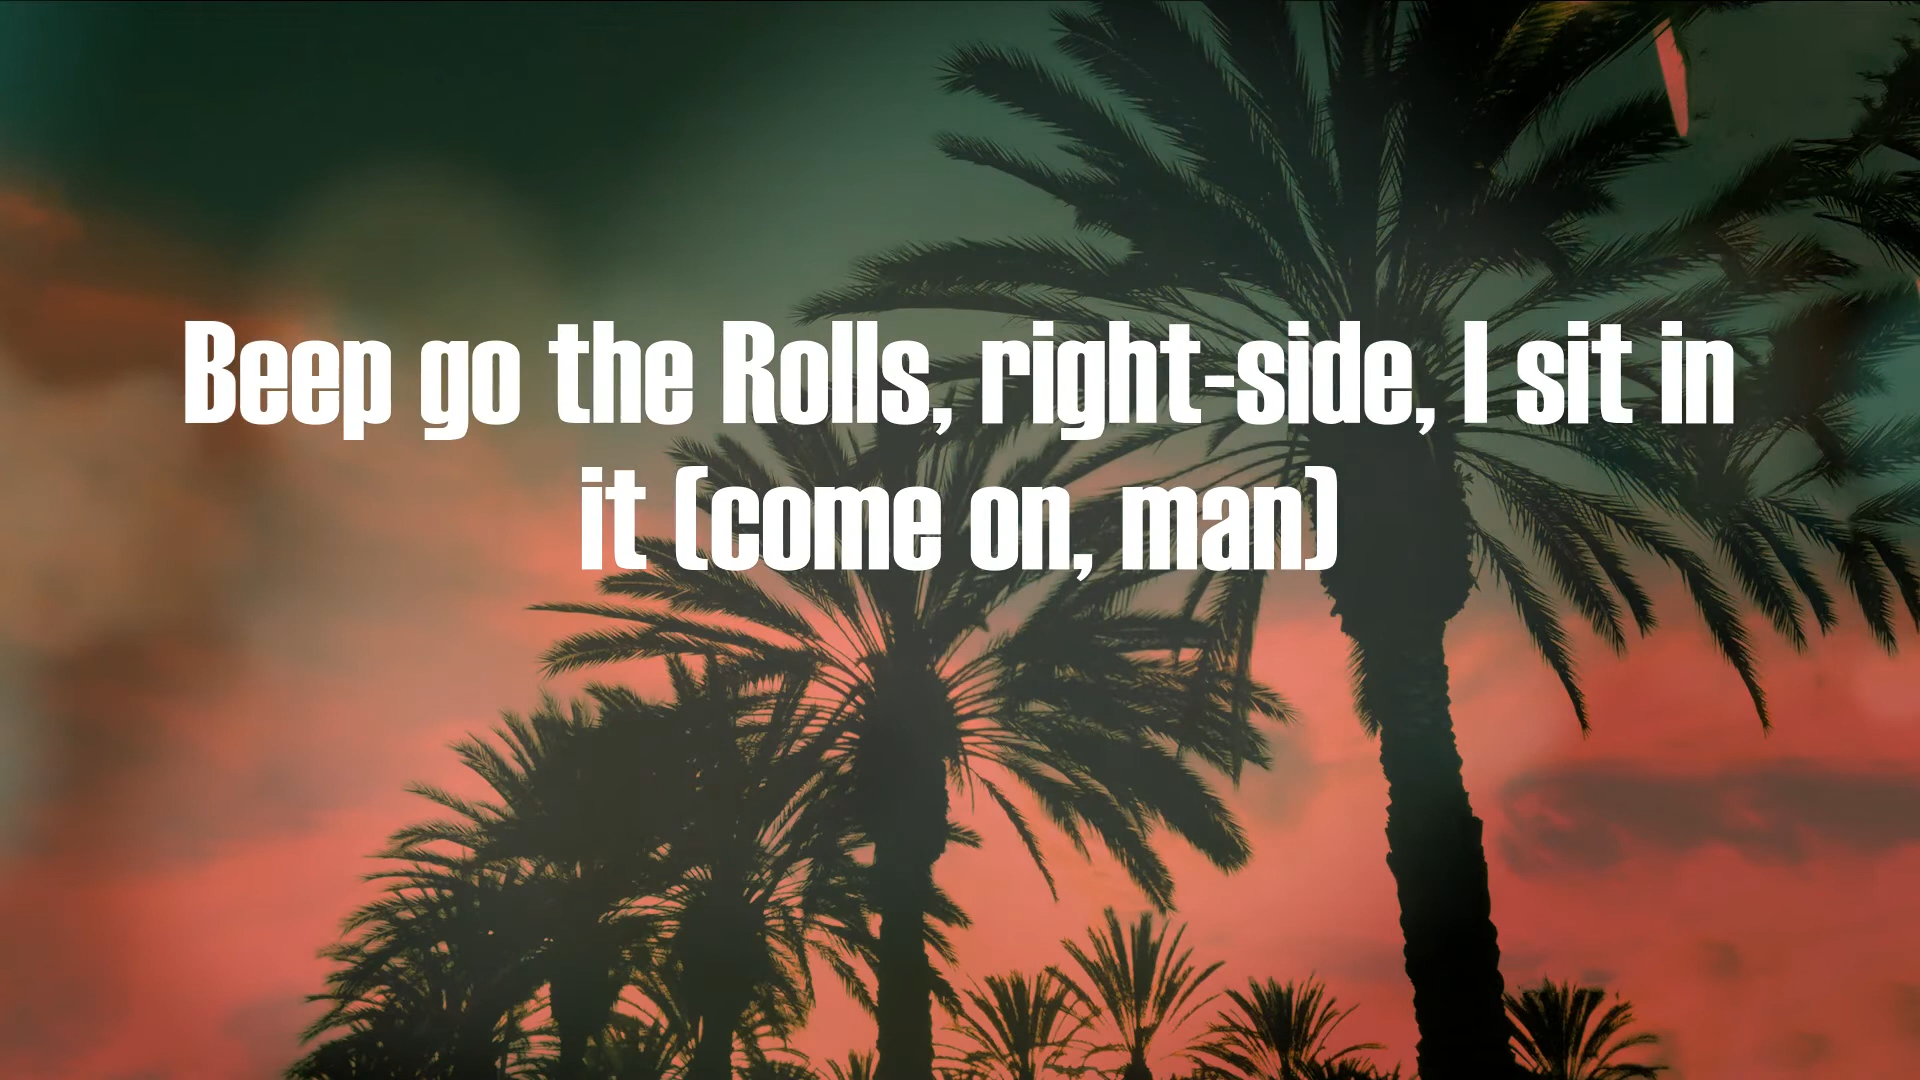 Beep go the Rolls, right-side, I sit in
it (come on, man)